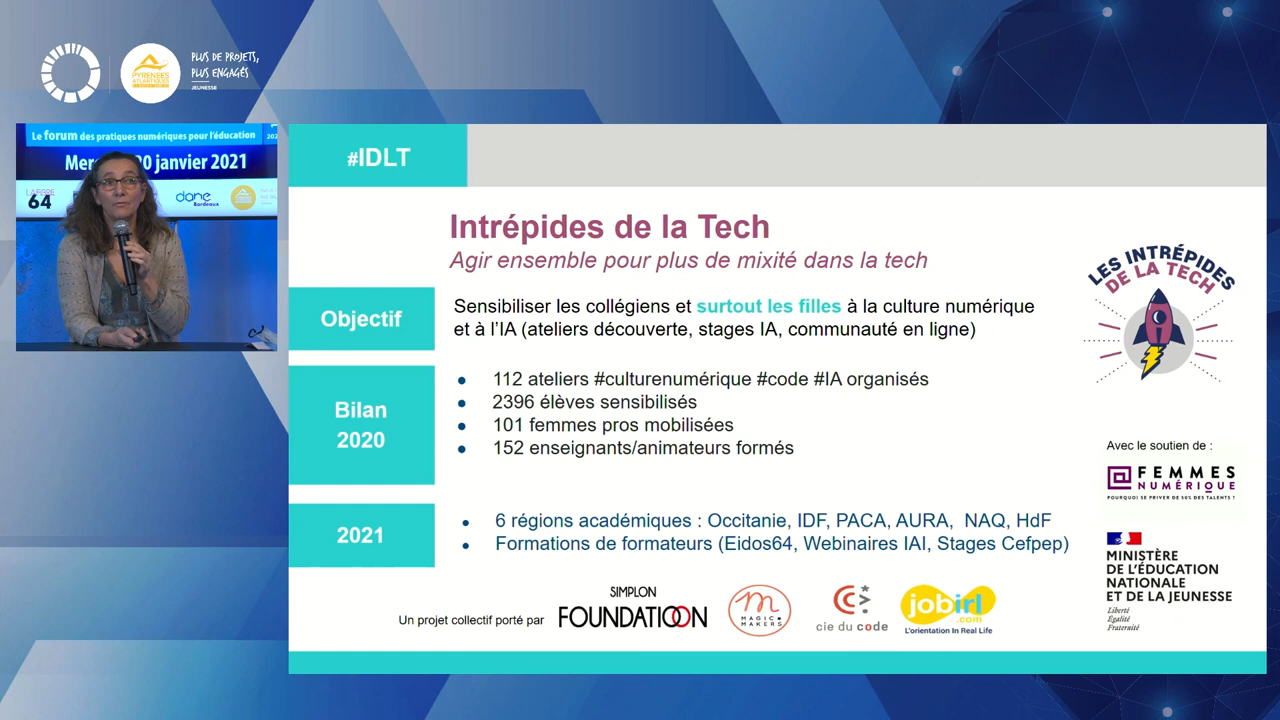 PLUS DE PROJETS,
PLUS ENGAGÉS
JEUNESSE
PYRÉNÉES
ATLANTIQUES
Le forum des pratiques numériques pour l'éducation
Mer 20 janvier 2021
64
dane
Bordeaux
#IDLT
Intrépides de la Tech
Agir ensemble pour plus de mixité dans la tech
LES INTRÉPIDES
DE LA TECH
Objectif
Sensibiliser les collégiens et surtout les filles à la culture numérique
et à l'IA (ateliers découverte, stages IA, communauté en ligne)
Bilan
2020
• 112 ateliers #culturenumérique #code #IA organisés
• 2396 élèves sensibilisés
• 101 femmes pros mobilisées
• 152 enseignants/animateurs formés
Avec le soutien de :
FEMMES
NUMÉRIQUE
POURQUOI SE PRIVER DE 50% DES TALENTS ?
2021
• 6 régions académiques : Occitanie, IDF, PACA, AURA, NAQ, HdF
• Formations de formateurs (Eidos64, Webinaires IAI, Stages Cefpep)
MINISTÈRE
DE L'ÉDUCATION
NATIONALE
ET DE LA JEUNESSE
Liberté
Égalité
Fraternité
Un projet collectif porté par
SIMPLON
FOUNDATIOON
m
MAGIC
MAKERS
cie du code
jobirl
.com
L'orientation In Real Life